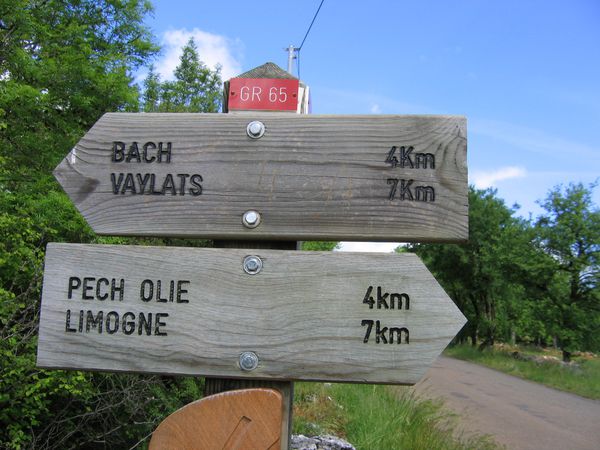 GR 65
BACH 4Km
VAYLATS 7Km
PECH OLIE 4km
LIMOGNE 7km